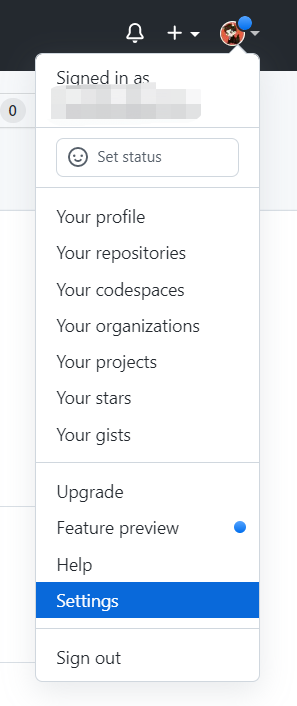 Signed in as
0
Set status
Your profile
Your repositories
Your codespaces
Your organizations
Your projects
Your stars
Your gists
Upgrade
Feature preview
Help
Settings
Sign out